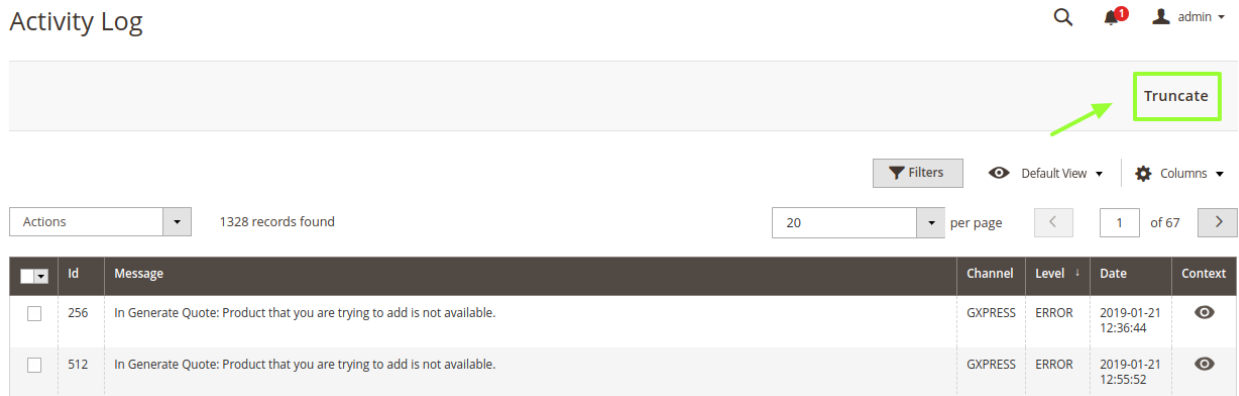 Activity Log
1
admin
Truncate
Filters
Default View
Columns
Actions
1328 records found
20
per page
1
of 67
Id Message Channel Level ↓ Date Context
256 In Generate Quote: Product that you are trying to add is not available. GXPRESS ERROR 2019-01-21
12:36:44
512 In Generate Quote: Product that you are trying to add is not available. GXPRESS ERROR 2019-01-21
12:55:52